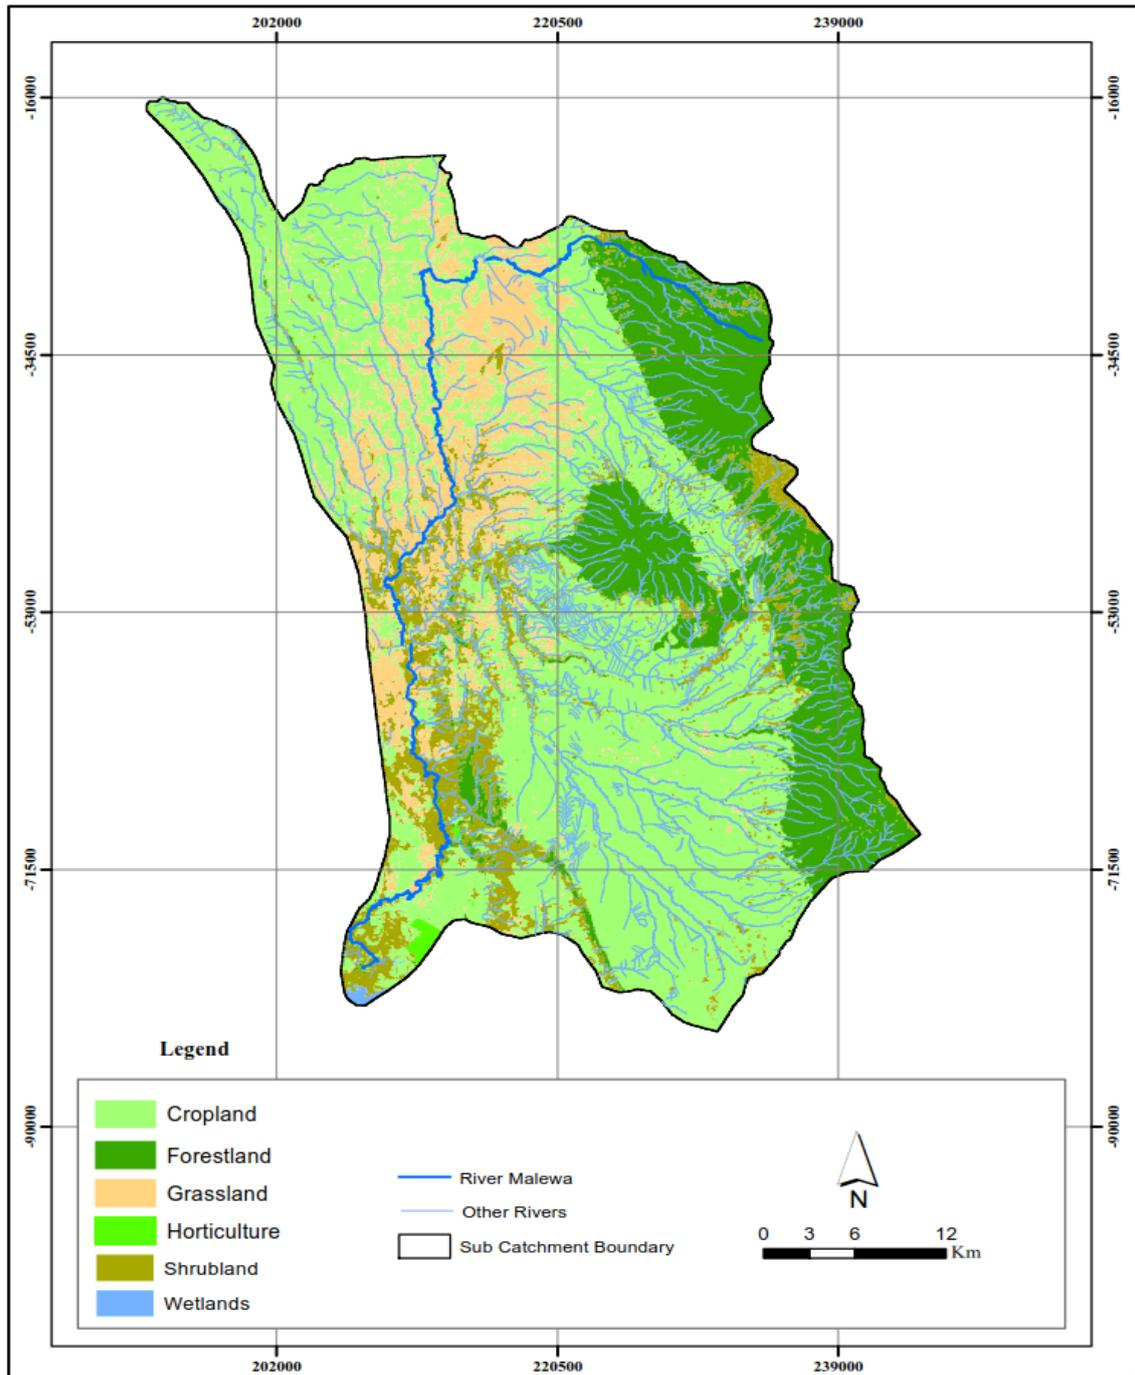 202000 220500 239000
-16000 -16000
-34500 -34500
-53000 -53000
-71500 -71500
Legend
-90000 -90000
Cropland
Forestland
Grassland
Horticulture
Shrubland
Wetlands
River Malewa
Other Rivers
Sub Catchment Boundary
N
0 3 6 12
Km
202000 220500 239000